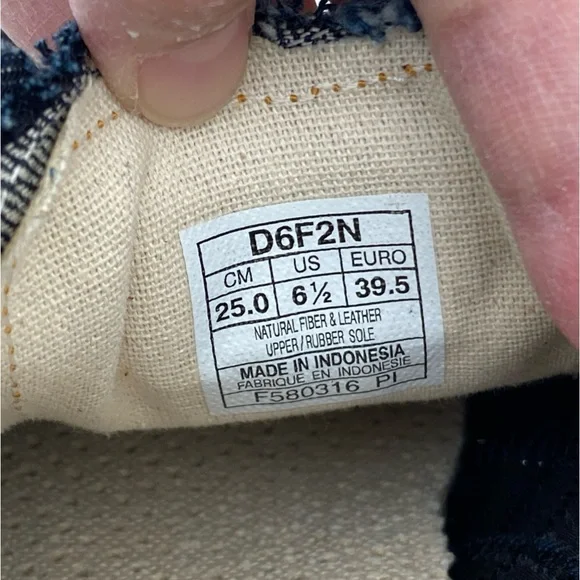 D6F2N
CM US EURO
25.0 6½ 39.5
NATURAL FIBER & LEATHER
UPPER/RUBBER SOLE
MADE IN INDONESIA
FABRIQUE EN INDONESIE
F580316 PI